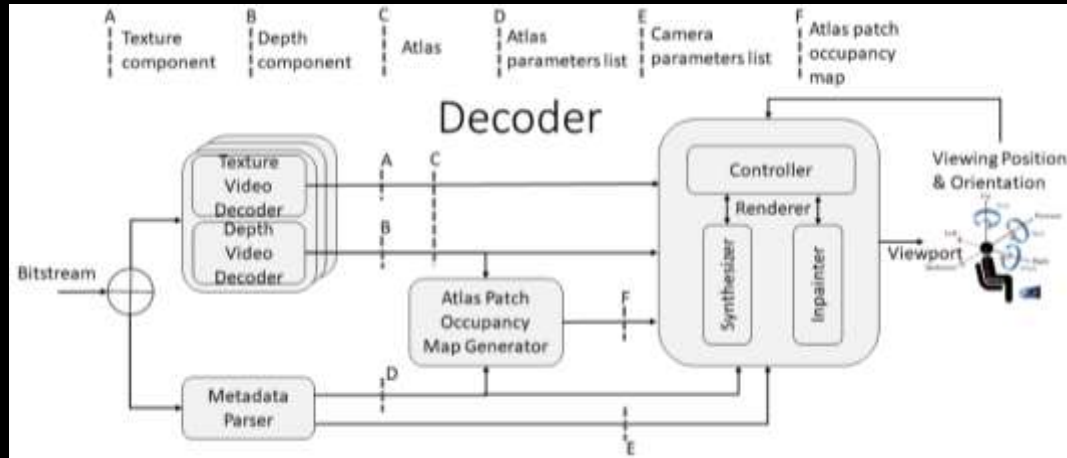 A
Texture
component
B
Depth
component
C
Atlas
D
Atlas
parameters list
E
Camera
parameters list
F
Atlas patch
occupancy
map
Decoder
Texture
Video
Decoder
Depth
Video
Decoder
A
C
B
Bitstream
Atlas Patch
Occupancy
Map Generator
F
Metadata
Parser
D
E
Controller
Renderer
Synthesizer
Inpainter
Viewport
Viewing Position
& Orientation